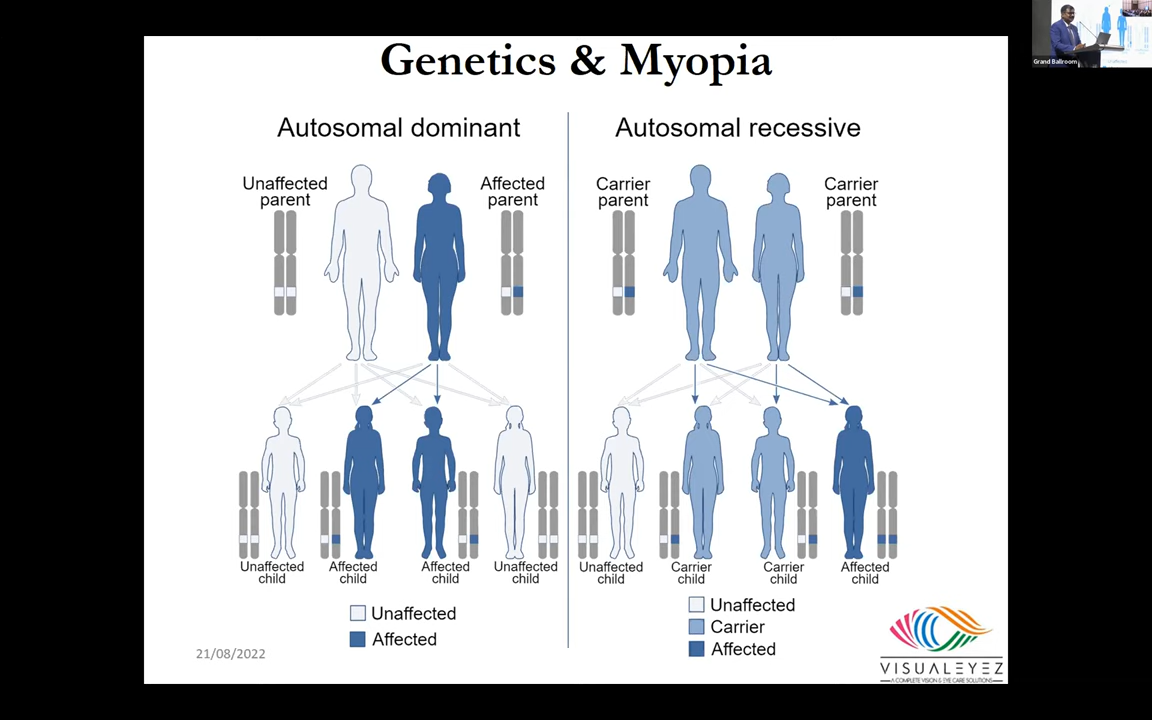 Grand Ballroom
Genetics & Myopia
Autosomal dominant
Unaffected
parent
Affected
parent
Unaffected
child
Affected
child
Affected
child
Unaffected
child
Unaffected
Affected
Autosomal recessive
Carrier
parent
Carrier
parent
Unaffected
child
Carrier
child
Carrier
child
Affected
child
Unaffected
Carrier
Affected
21/08/2022
VISUALEYEZ
A COMPLETE VISION & EYE CARE SOLUTIONS